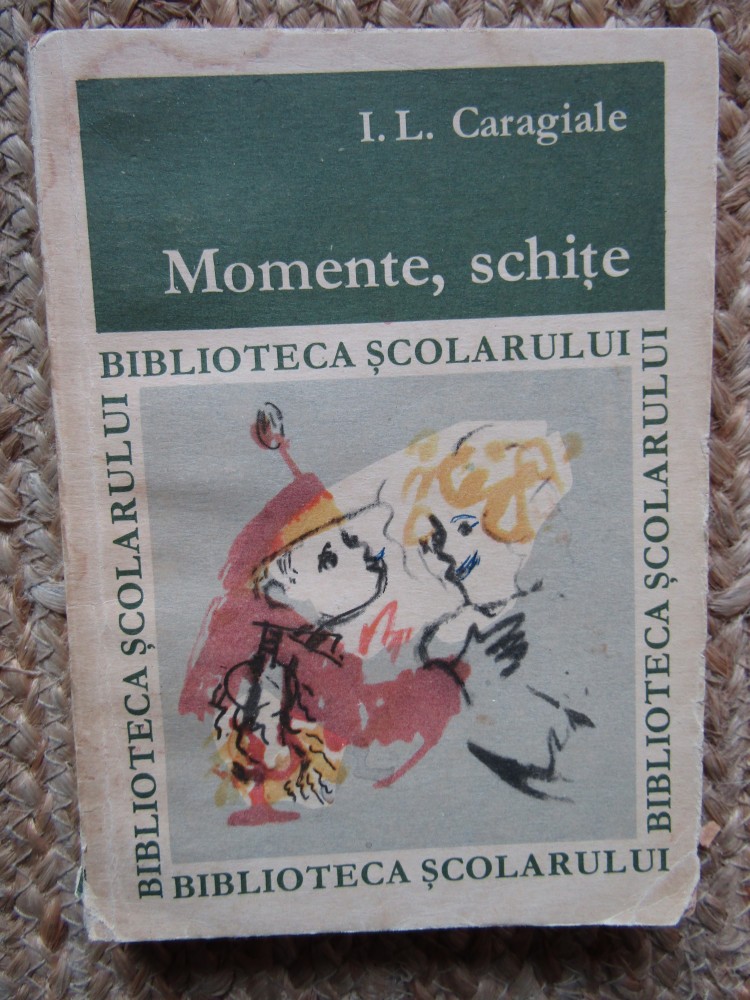 I. L. Caragiale
Momente, schițe
BIBLIOTECA ȘCOLARULUI
BIBLIOTECA ȘCOLARULUI
BIBLIOTECA ȘCOLARULUI
BIBLIOTECA ȘCOLARULUI